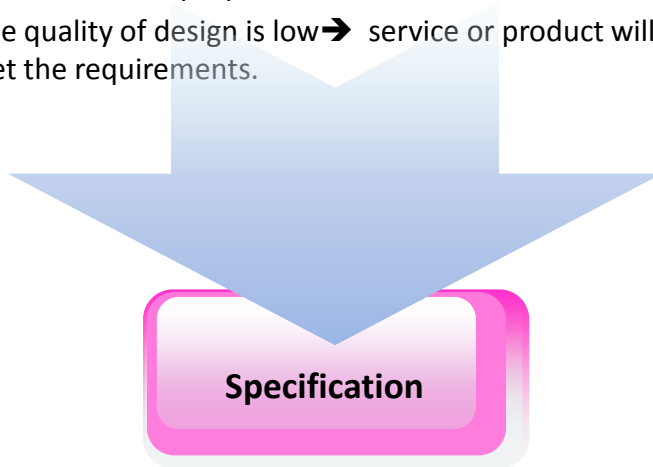 e quality of design is low➔ service or product will
et the requirements.
Specification